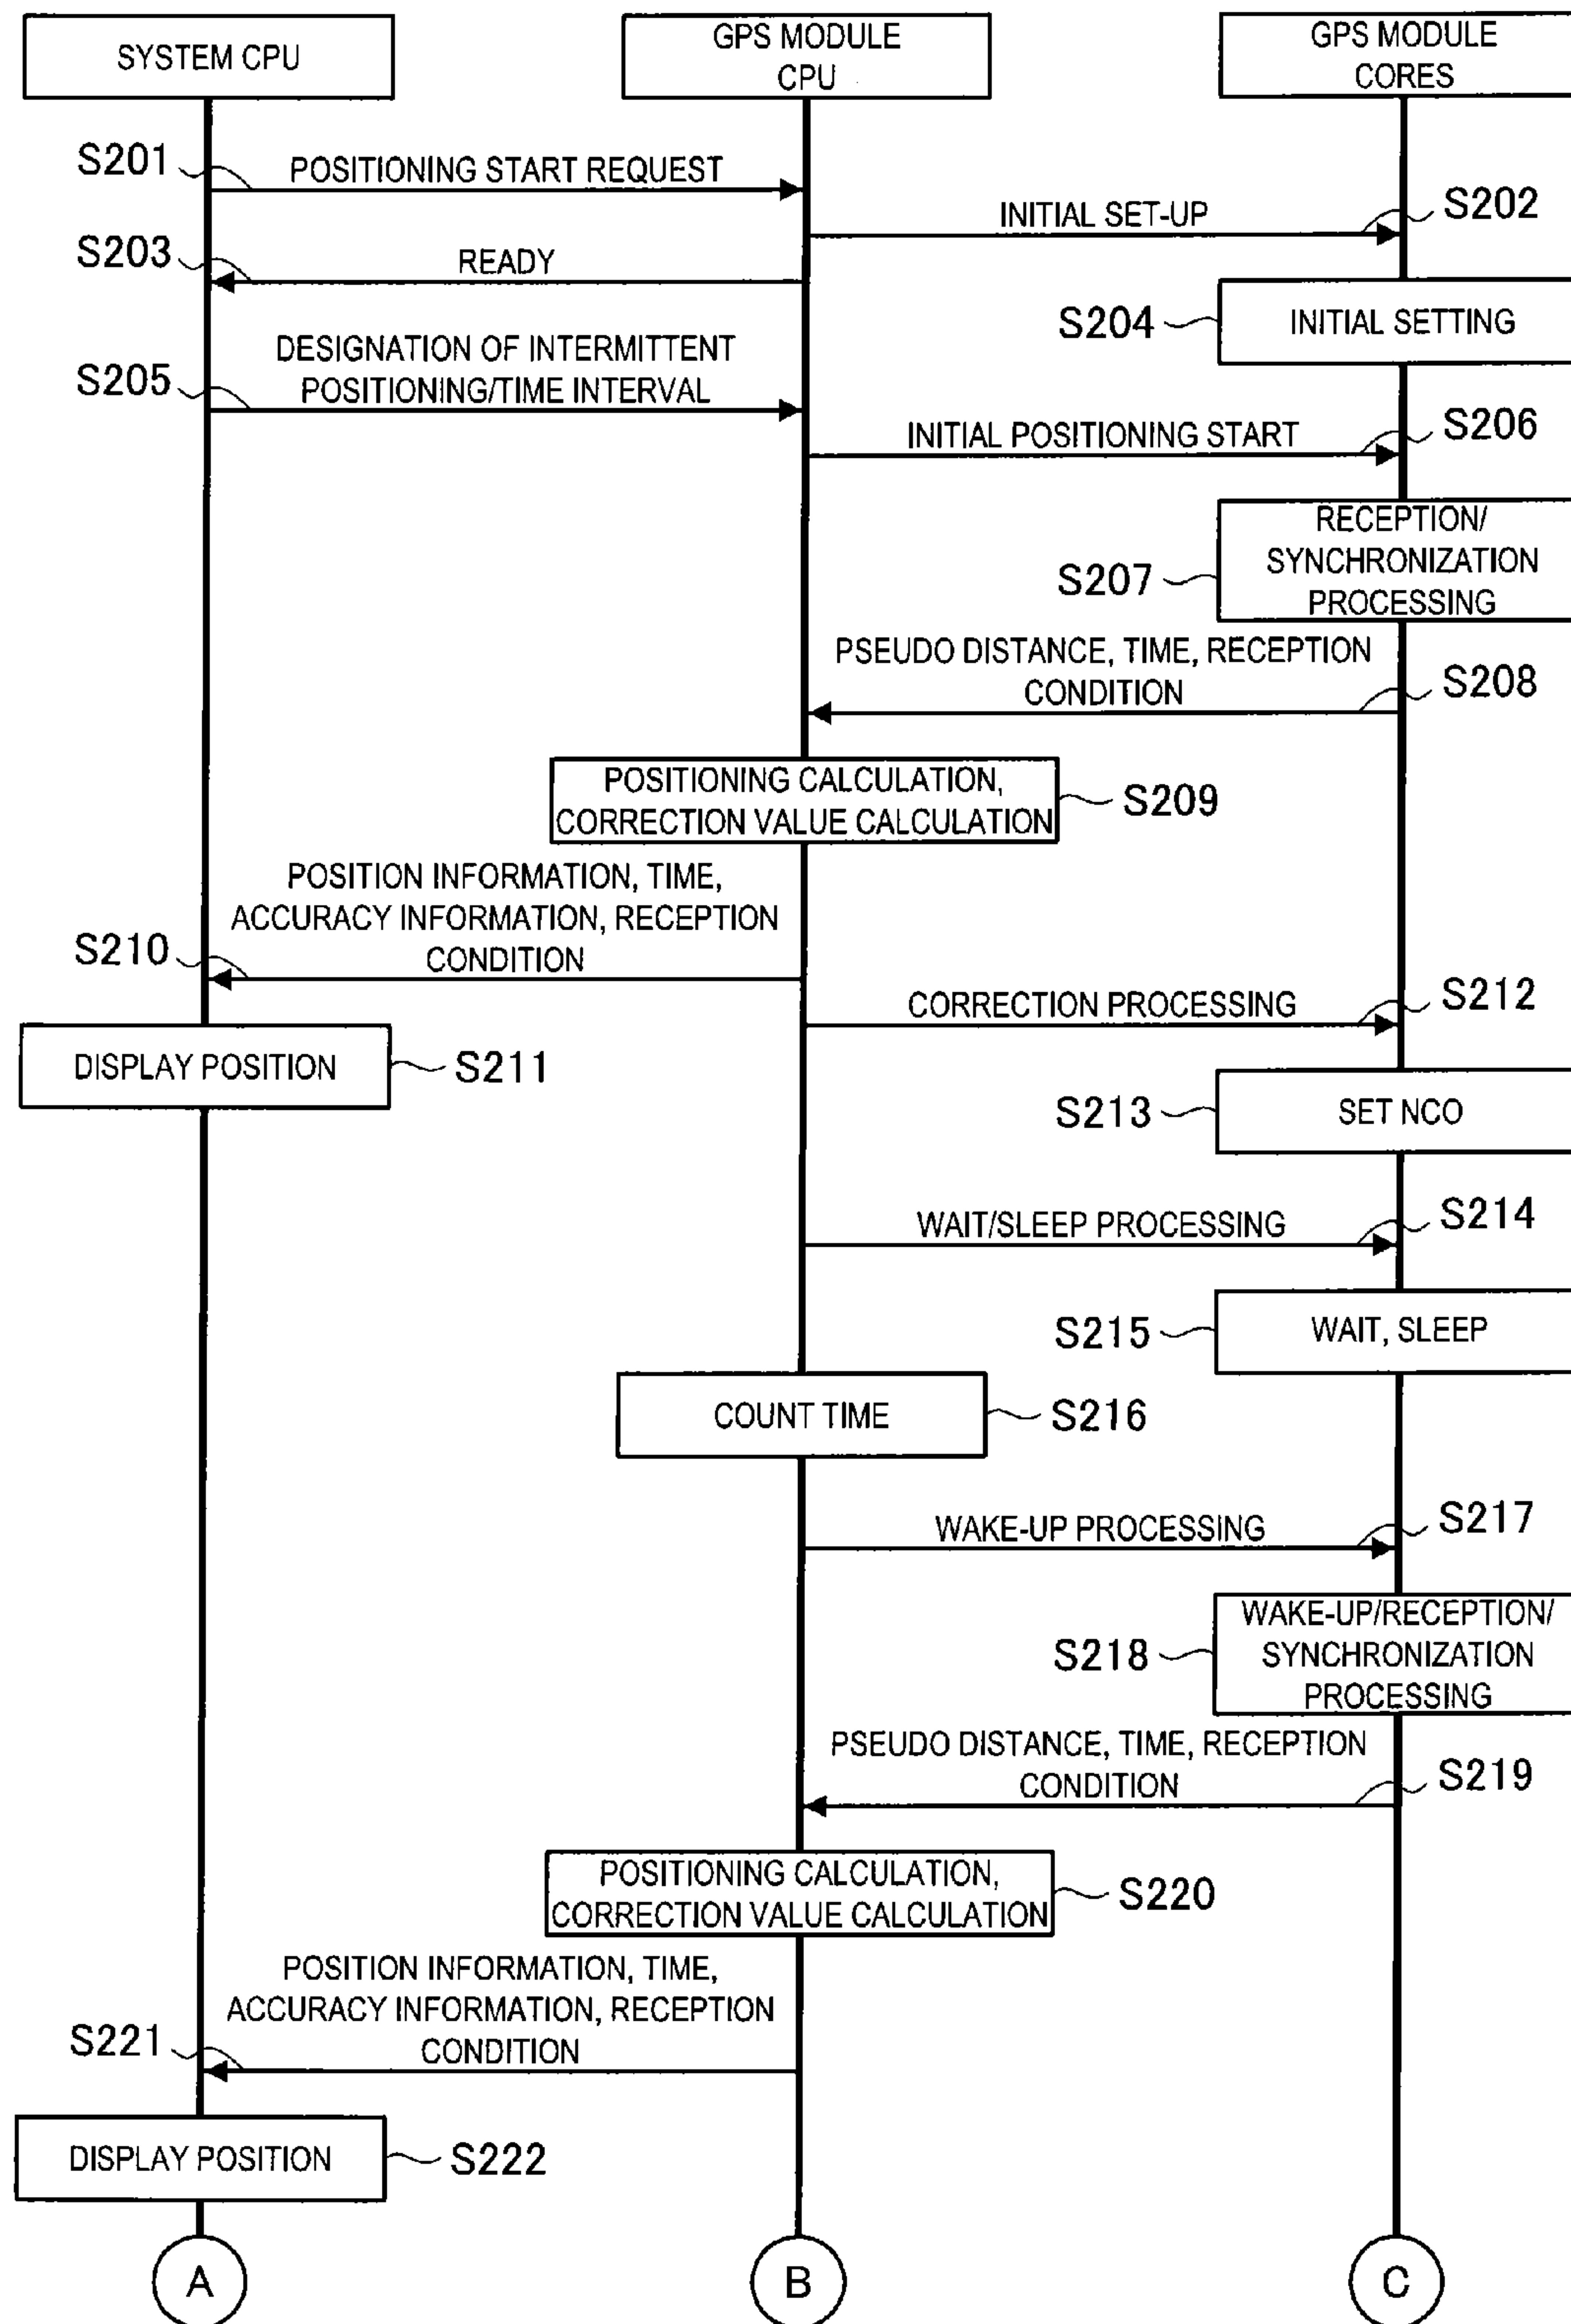 SYSTEM CPU
GPS MODULE
CPU
GPS MODULE
CORES
S201
POSITIONING START REQUEST
INITIAL SET-UP
S202
S203
READY
S204
INITIAL SETTING
DESIGNATION OF INTERMITTENT
POSITIONING/TIME INTERVAL
S205
INITIAL POSITIONING START
S206
S207
RECEPTION/
SYNCHRONIZATION
PROCESSING
PSEUDO DISTANCE, TIME, RECEPTION
CONDITION
S208
POSITIONING CALCULATION,
CORRECTION VALUE CALCULATION
S209
POSITION INFORMATION, TIME,
ACCURACY INFORMATION, RECEPTION
CONDITION
S210
CORRECTION PROCESSING
S212
DISPLAY POSITION
S211
S213
SET NCO
WAIT/SLEEP PROCESSING
S214
S215
WAIT, SLEEP
COUNT TIME
S216
WAKE-UP PROCESSING
S217
S218
WAKE-UP/RECEPTION/
SYNCHRONIZATION
PROCESSING
PSEUDO DISTANCE, TIME, RECEPTION
CONDITION
S219
POSITIONING CALCULATION,
CORRECTION VALUE CALCULATION
S220
POSITION INFORMATION, TIME,
ACCURACY INFORMATION, RECEPTION
CONDITION
S221
DISPLAY POSITION
S222
A
B
C